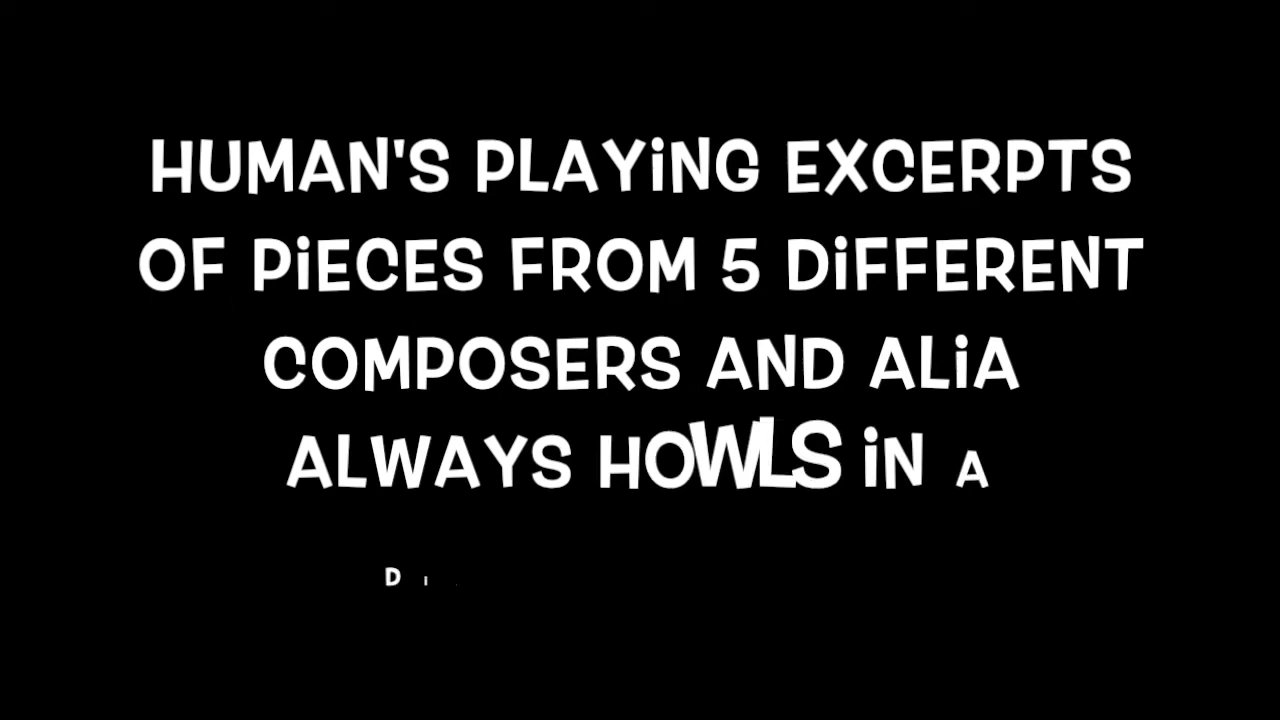 HUMAN'S PLAYiNG EXCERPTS
OF PiECES FROM 5 DiFFERENT
COMPOSERS AND ALiA
ALWAYS HOWLS iN A
D i